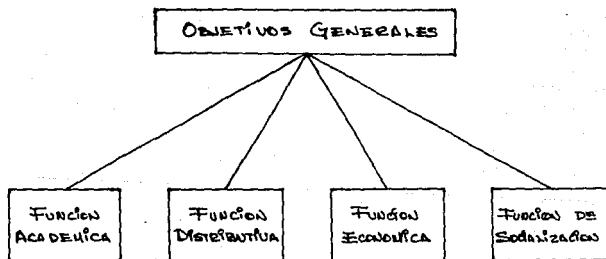 OBJETIVOS GENERALES
FUNCION
ACADEMICA
FUNCION
DISTRIBUTIVA
FUNCION
ECONOMICA
FUNCION DE
SOCIALIZACION